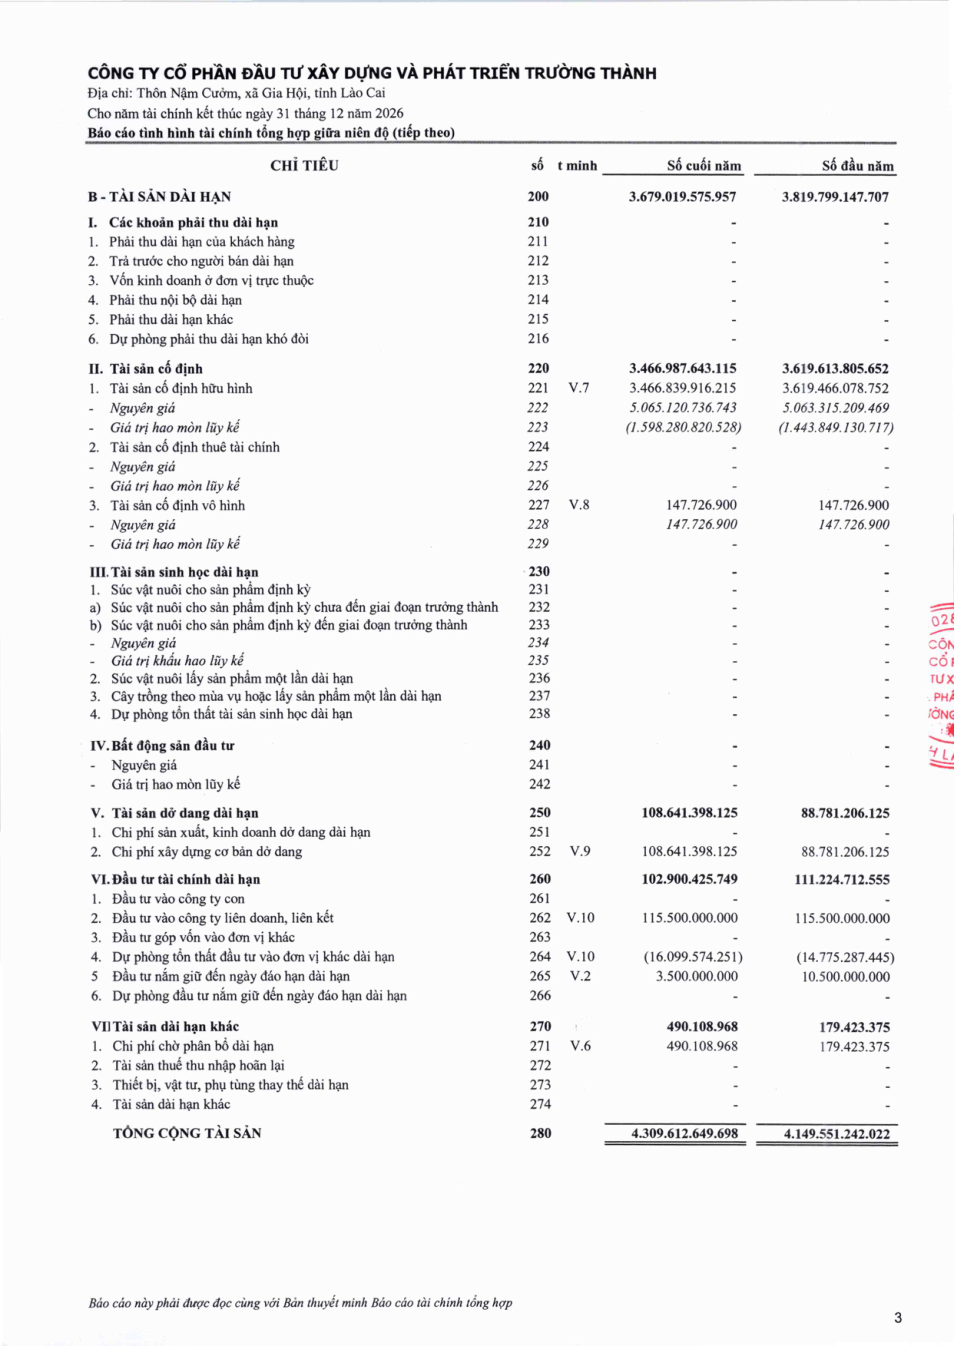 CÔNG TY CỔ PHẦN ĐẦU TƯ XÂY DỰNG VÀ PHÁT TRIỂN TRƯỜNG THÀNH
Địa chỉ: Thôn Nậm Cưởm, xã Gia Hội, tỉnh Lào Cai
Cho năm tài chính kết thúc ngày 31 tháng 12 năm 2026
Báo cáo tình hình tài chính tổng hợp giữa niên độ (tiếp theo)
CHỈ TIÊU số t minh Số cuối năm Số đầu năm
B - TÀI SẢN DÀI HẠN 200 3.679.019.575.957 3.819.799.147.707
I. Các khoản phải thu dài hạn 210 - -
1. Phải thu dài hạn của khách hàng 211 - -
2. Trả trước cho người bán dài hạn 212 - -
3. Vốn kinh doanh ở đơn vị trực thuộc 213 - -
4. Phải thu nội bộ dài hạn 214 - -
5. Phải thu dài hạn khác 215 - -
6. Dự phòng phải thu dài hạn khó đòi 216 - -
II. Tài sản cố định 220 3.466.987.643.115 3.619.613.805.652
1. Tài sản cố định hữu hình 221 V.7 3.466.839.916.215 3.619.466.078.752
- Nguyên giá 222 5.065.120.736.743 5.063.315.209.469
- Giá trị hao mòn lũy kế 223 (1.598.280.820.528) (1.443.849.130.717)
2. Tài sản cố định thuê tài chính 224 - -
- Nguyên giá 225 - -
- Giá trị hao mòn lũy kế 226 - -
3. Tài sản cố định vô hình 227 V.8 147.726.900 147.726.900
- Nguyên giá 228 147.726.900 147.726.900
- Giá trị hao mòn lũy kế 229 - -
III. Tài sản sinh học dài hạn 230 - -
1. Súc vật nuôi cho sản phẩm định kỳ 231 - -
a) Súc vật nuôi cho sản phẩm định kỳ chưa đến giai đoạn trưởng thành 232 - -
b) Súc vật nuôi cho sản phẩm định kỳ đến giai đoạn trưởng thành 233 - -
- Nguyên giá 234 - -
- Giá trị khấu hao lũy kế 235 - -
2. Súc vật nuôi lấy sản phẩm một lần dài hạn 236 - -
3. Cây trồng theo mùa vụ hoặc lấy sản phẩm một lần dài hạn 237 - -
4. Dự phòng tổn thất tài sản sinh học dài hạn 238 - -
IV. Bất động sản đầu tư 240 - -
- Nguyên giá 241 - -
- Giá trị hao mòn lũy kế 242 - -
V. Tài sản dở dang dài hạn 250 108.641.398.125 88.781.206.125
1. Chi phí sản xuất, kinh doanh dở dang dài hạn 251 - -
2. Chi phí xây dựng cơ bản dở dang 252 V.9 108.641.398.125 88.781.206.125
VI. Đầu tư tài chính dài hạn 260 102.900.425.749 111.224.712.555
1. Đầu tư vào công ty con 261 - -
2. Đầu tư vào công ty liên doanh, liên kết 262 V.10 115.500.000.000 115.500.000.000
3. Đầu tư góp vốn vào đơn vị khác 263 - -
4. Dự phòng tổn thất đầu tư vào đơn vị khác dài hạn 264 V.10 (16.099.574.251) (14.775.287.445)
5 Đầu tư nắm giữ đến ngày đáo hạn dài hạn 265 V.2 3.500.000.000 10.500.000.000
6. Dự phòng đầu tư nắm giữ đến ngày đáo hạn dài hạn 266 - -
VII Tài sản dài hạn khác 270 490.108.968 179.423.375
1. Chi phí chờ phân bổ dài hạn 271 V.6 490.108.968 179.423.375
2. Tài sản thuế thu nhập hoãn lại 272 - -
3. Thiết bị, vật tư, phụ tùng thay thế dài hạn 273 - -
4. Tài sản dài hạn khác 274 - -
TỔNG CỘNG TÀI SẢN 280 4.309.612.649.698 4.149.551.242.022
028
CÔN
CỔ P
TƯ X
PHÁ
ƯỜNG
Báo cáo này phải được đọc cùng với Bản thuyết minh Báo cáo tài chính tổng hợp
3